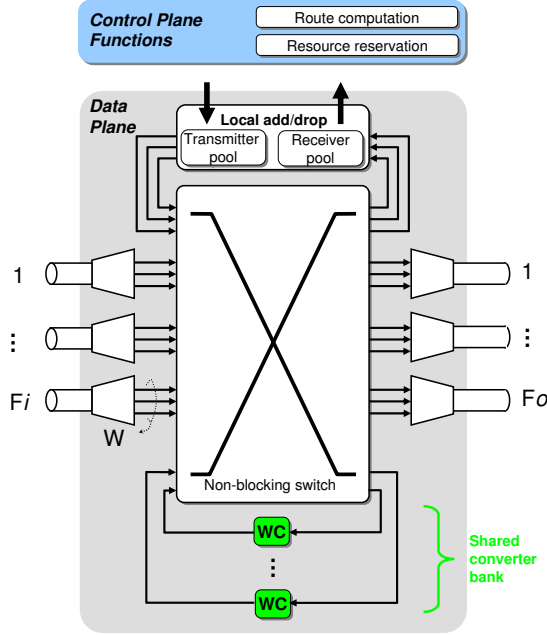 Control Plane
Functions
Route computation
Resource reservation
Data
Plane
Local add/drop
Transmitter
pool
Receiver
pool
1
1
⋮
⋮
Fi
Fo
W
Non-blocking switch
WC
⋮
WC
Shared
converter
bank